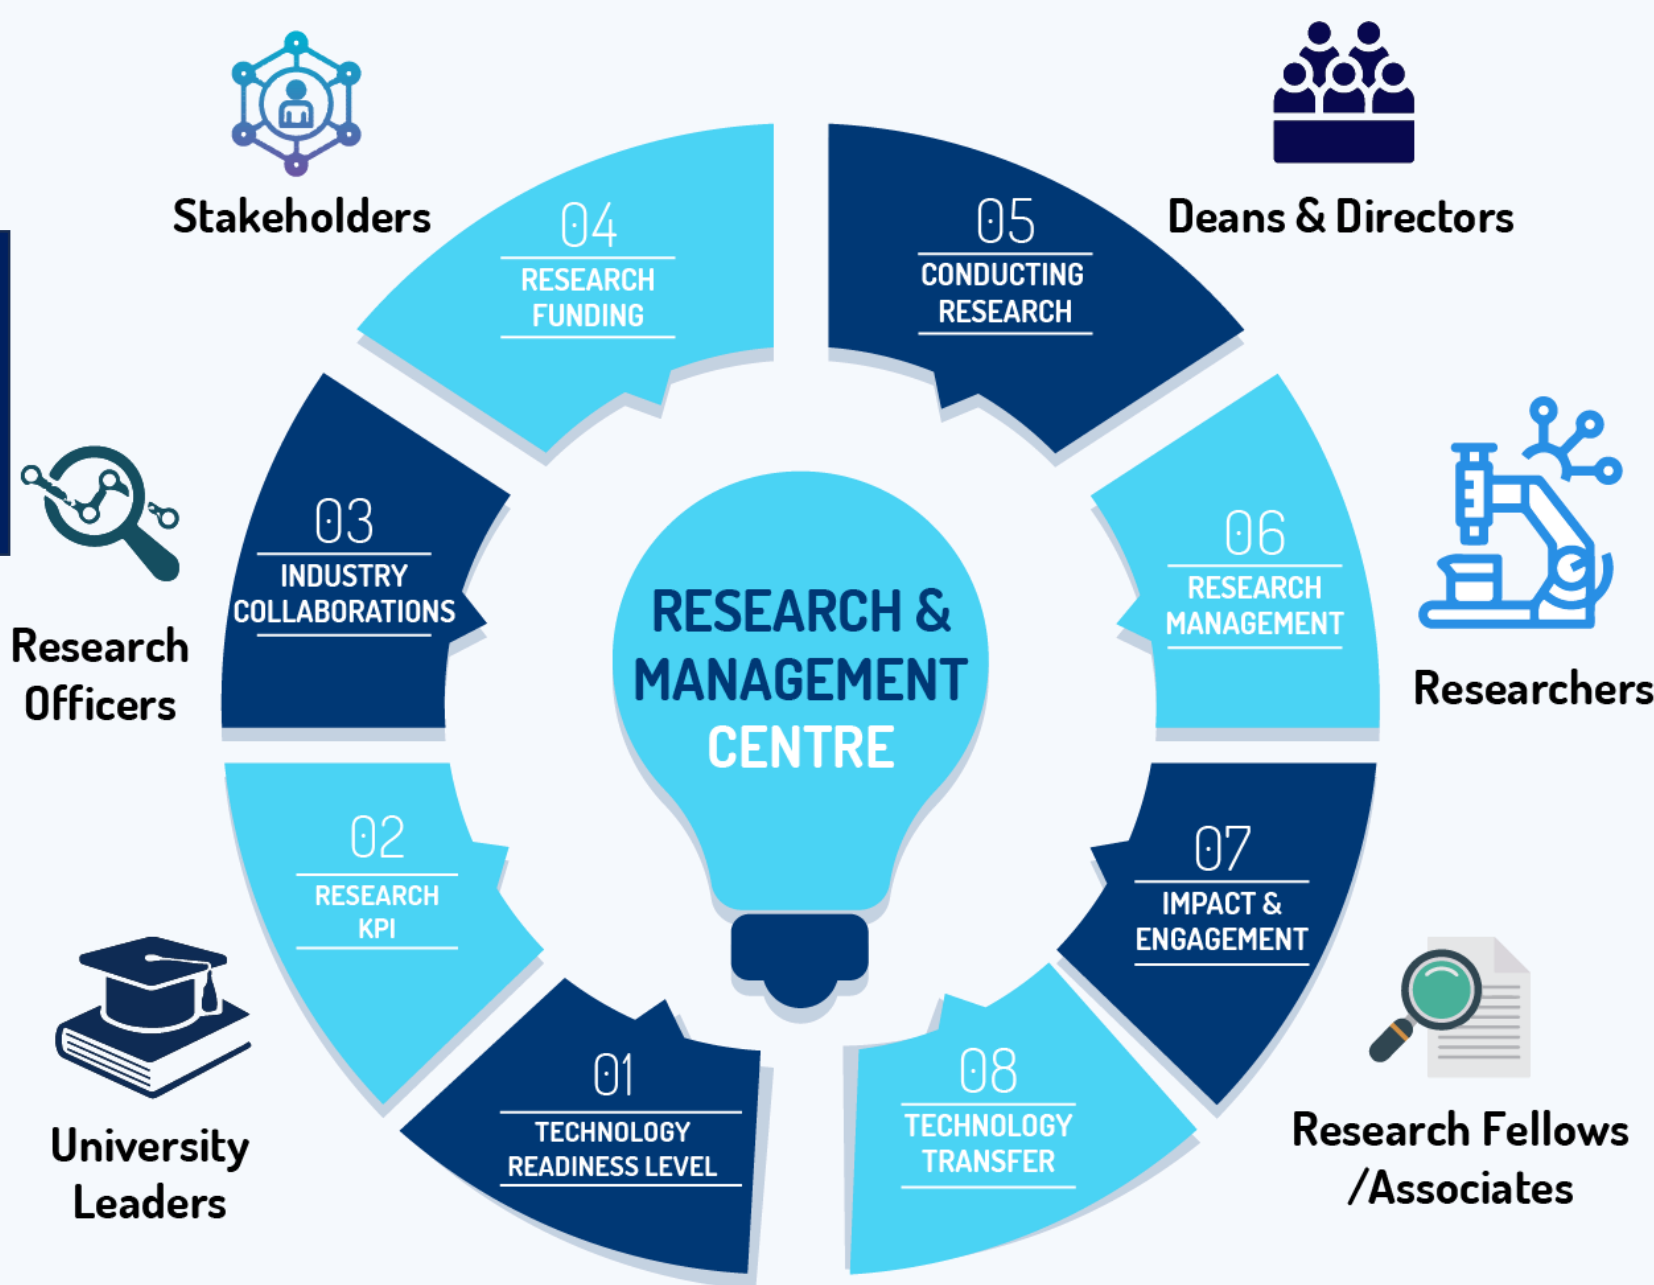 Stakeholders
Deans & Directors
04
RESEARCH
FUNDING
05
CONDUCTING
RESEARCH
03
INDUSTRY
COLLABORATIONS
06
RESEARCH
MANAGEMENT
Research
Officers
RESEARCH &
MANAGEMENT
CENTRE
Researchers
02
RESEARCH
KPI
07
IMPACT &
ENGAGEMENT
01
TECHNOLOGY
READINESS LEVEL
08
TECHNOLOGY
TRANSFER
University
Leaders
Research Fellows
/Associates